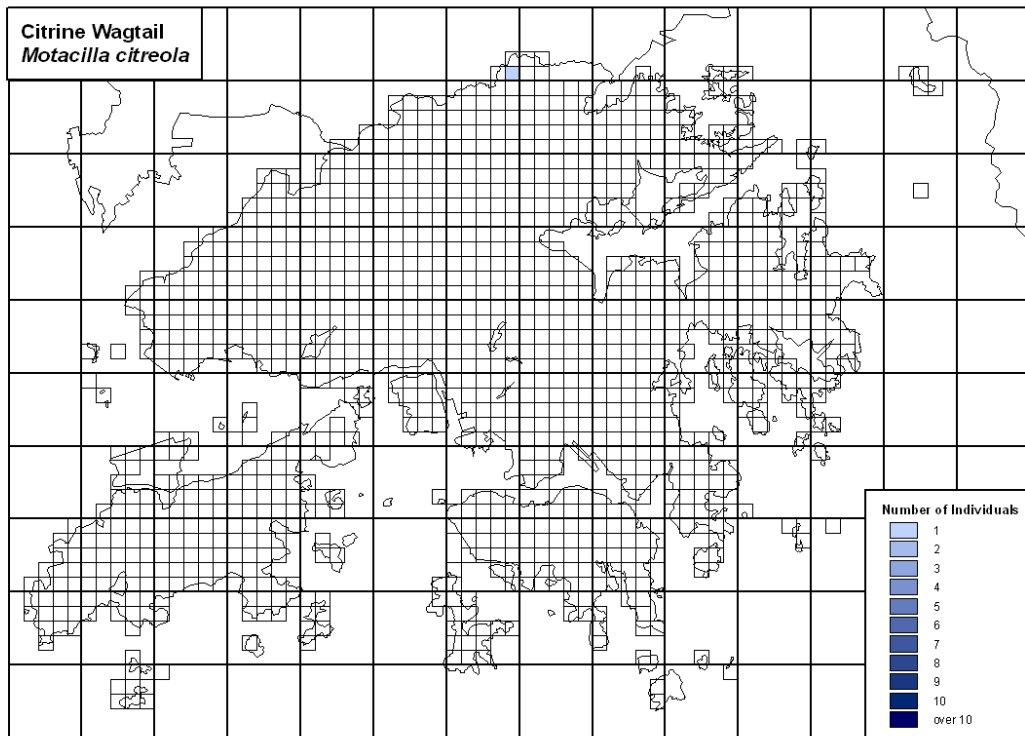 Citrine Wagtail
Motacilla citreola
Number of Individuals
1
2
3
4
5
6
7
8
9
10
over 10